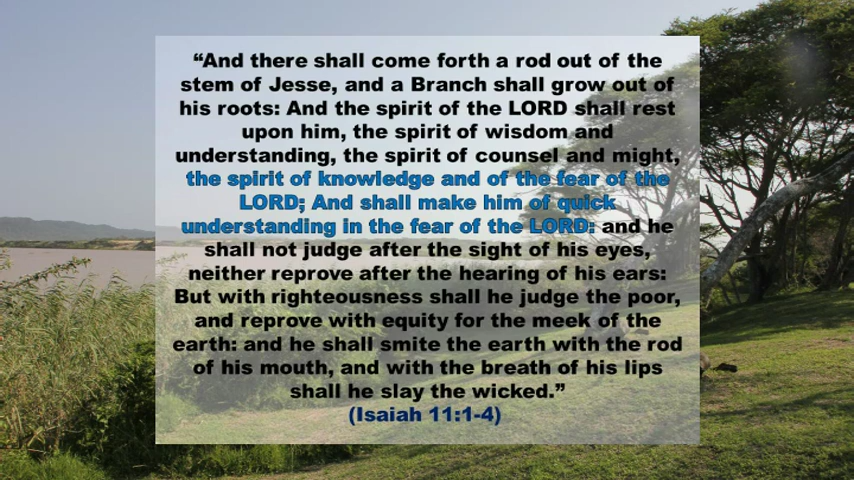 “And there shall come forth a rod out of the
stem of Jesse, and a Branch shall grow out of
his roots: And the spirit of the LORD shall rest
upon him, the spirit of wisdom and
understanding, the spirit of counsel and might,
the spirit of knowledge and of the fear of the
LORD; And shall make him of quick
understanding in the fear of the LORD: and he
shall not judge after the sight of his eyes,
neither reprove after the hearing of his ears:
But with righteousness shall he judge the poor,
and reprove with equity for the meek of the
earth: and he shall smite the earth with the rod
of his mouth, and with the breath of his lips
shall he slay the wicked.”
(Isaiah 11:1-4)